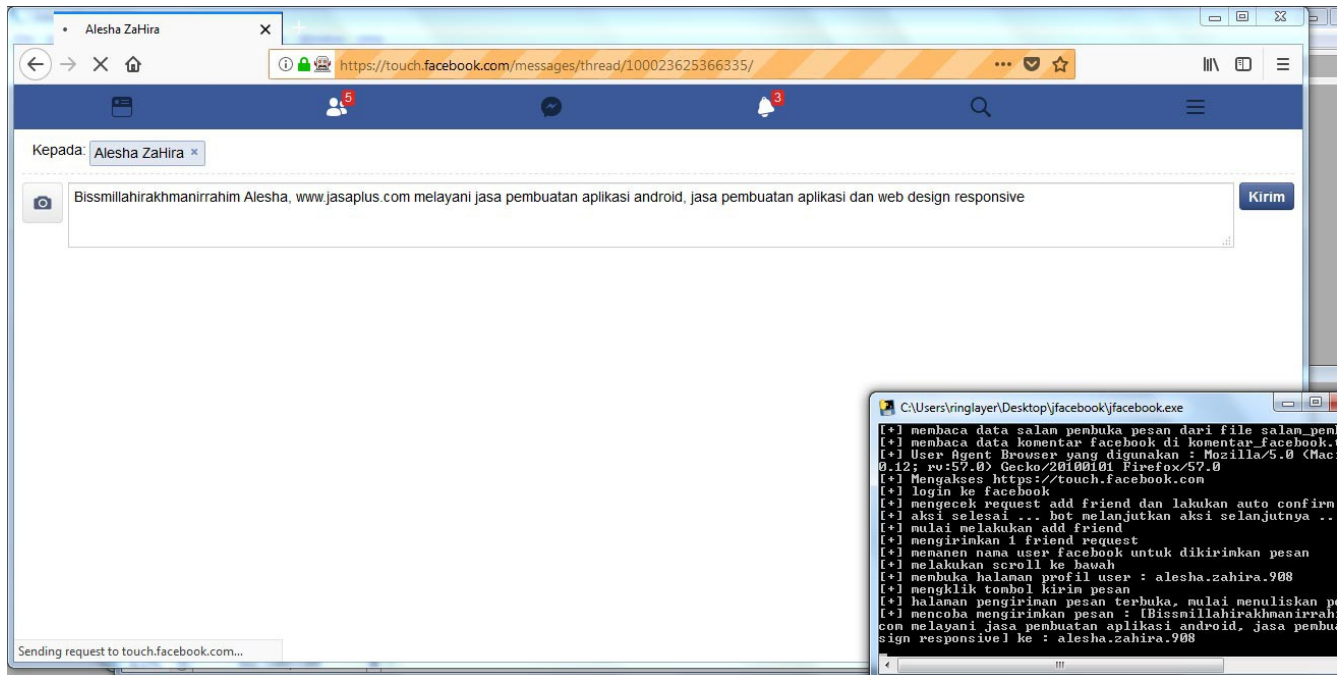 Alesha ZaHira
https://touch.facebook.com/messages/thread/100023625366335/
5
3
Kepada: Alesha ZaHira ×
Bissmillahirakhmanirrahim Alesha, www.jasaplus.com melayani jasa pembuatan aplikasi android, jasa pembuatan aplikasi dan web design responsive
Kirim
C:\Users\ringlayer\Desktop\jfacebook\jfacebook.exe
[+] membaca data salam pembuka pesan dari file
[+] membaca data komentar facebook di
[+] User Agent Browser yang digunakan : Mozilla/5.0
0.12; rv:57.0) Gecko/20100101 Firefox/57.0
[+] Mengakses https://touch.facebook.com
[+] login ke facebook
[+] mengecek request add friend dan lakukan auto confirm
[+] aksi selesai ... bot melanjutkan aksi selanjutnya ..
[+] mulai melakukan add friend
[+] mengirimkan 1 friend request
[+] memanen nama user facebook untuk dikirimkan pesan
[+] melakukan scroll ke bawah
[+] membuka halaman profil user : alesha.zahira.908
[+] mengklik tombol kirim pesan
[+] halaman pengiriman pesan terbuka, mulai menuliskan
[+] mencoba mengirimkan pesan :
com melayani jasa pembuatan aplikasi android, jasa
sign responsive] ke : alesha.zahira.908
Sending request to touch.facebook.com...